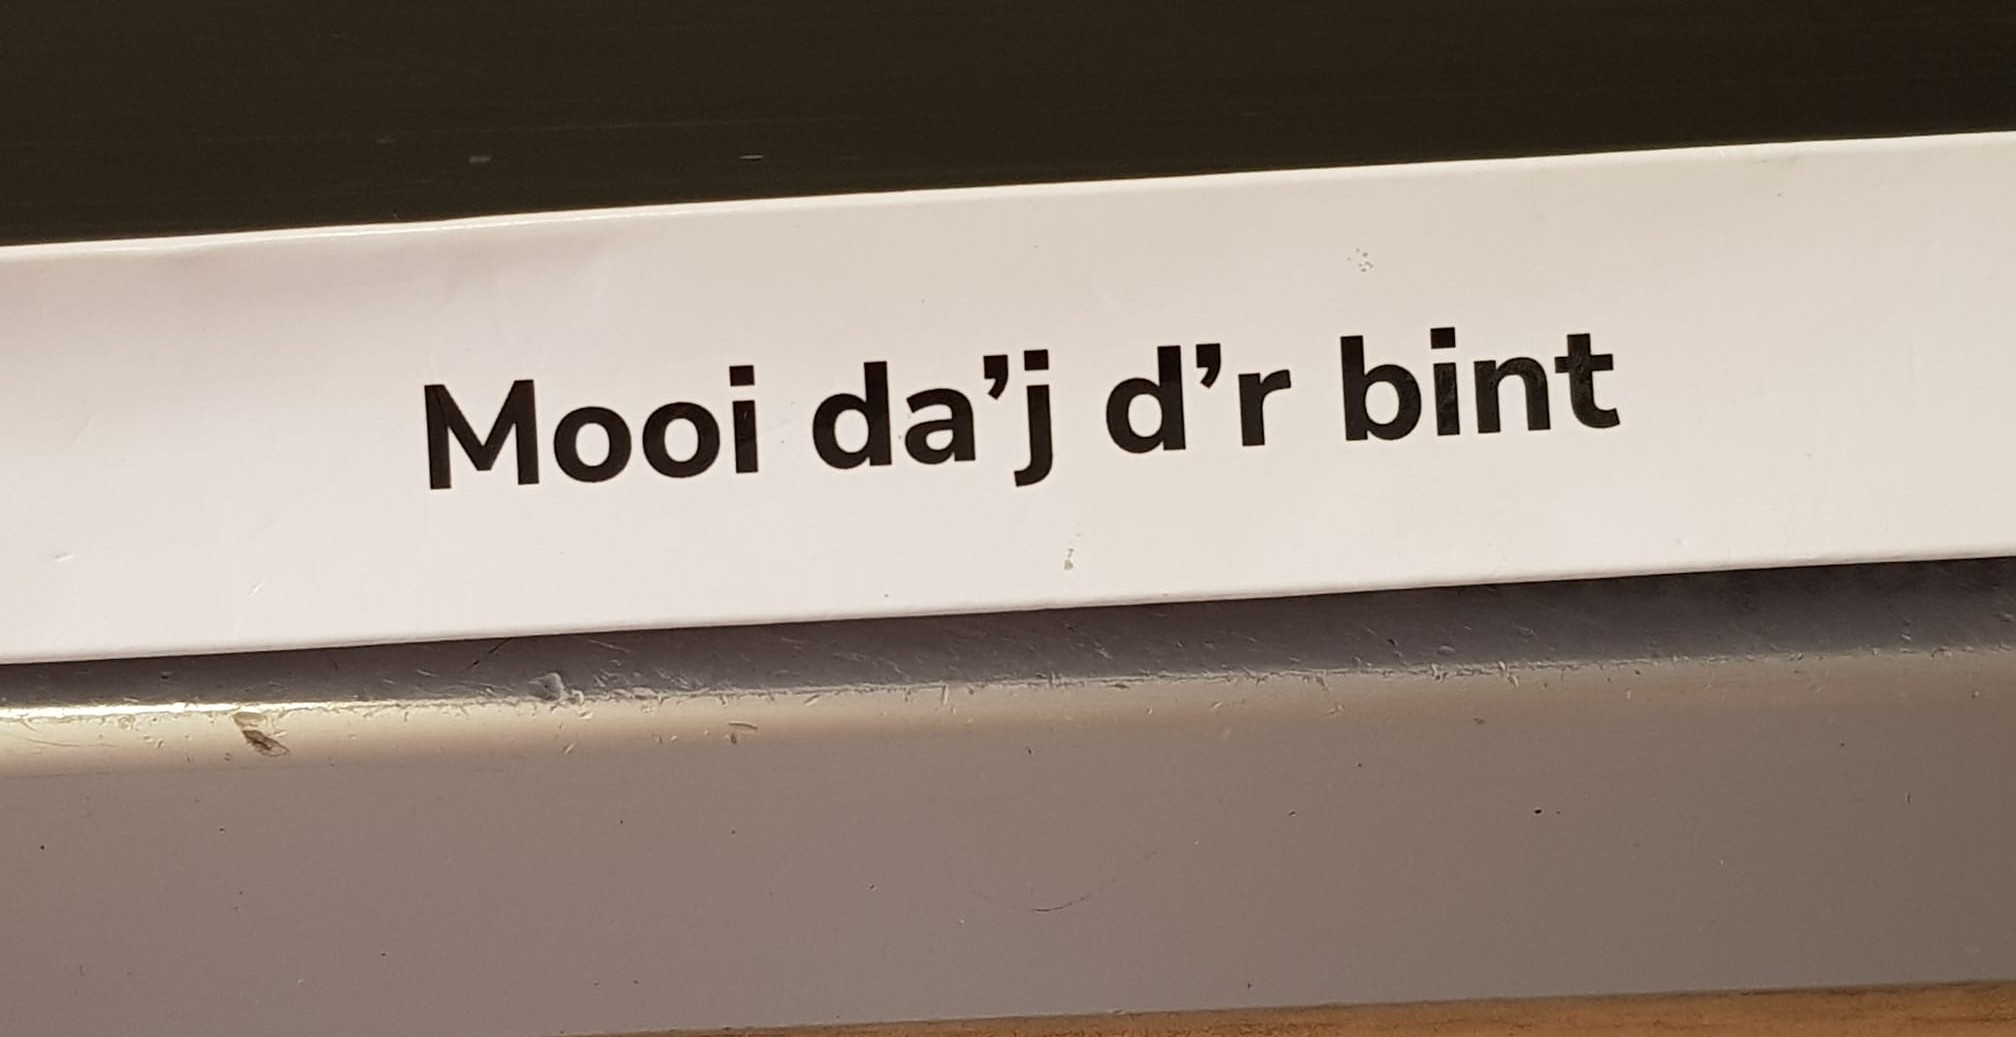 Mooi da’j d’r bint